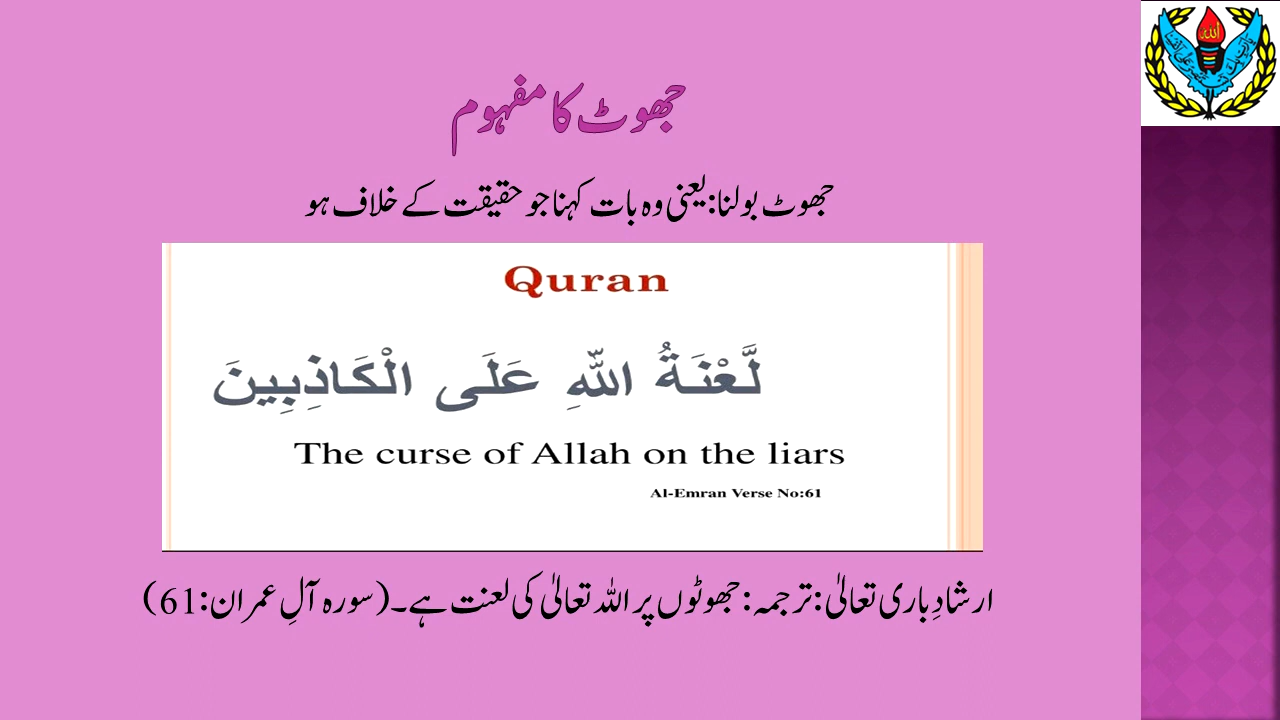 جھوٹ کا مفہوم
جھوٹ بولنا: یعنی وہ بات کہنا جو حقیقت کے خلاف ہو
Quran
لَّعْنَةُ اللّٰهِ عَلَى الْكَاذِبِينَ
The curse of Allah on the liars
Al-Emran Verse No:61
ارشادِ باری تعالیٰ: ترجمہ: جھوٹوں پر اللہ تعالیٰ کی لعنت ہے۔ (سورہ آلِ عمران: 61)